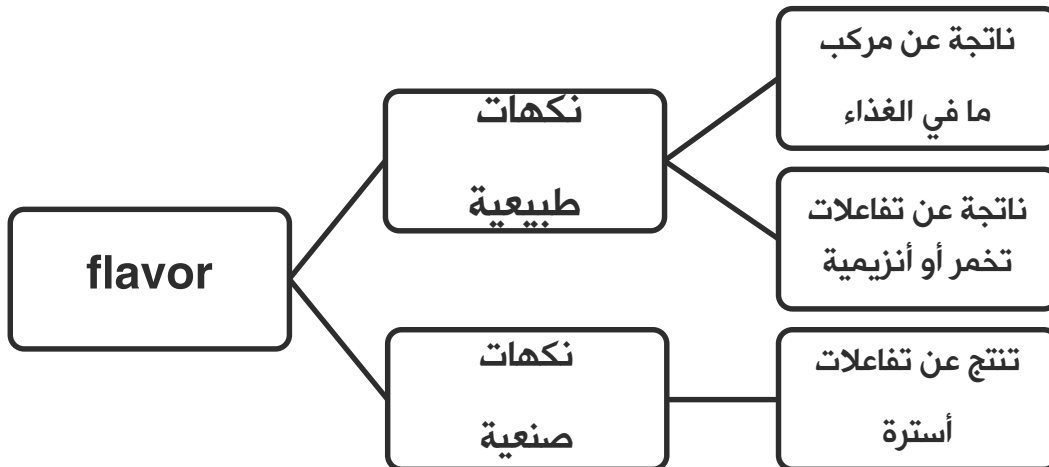 flavor
نكهات
طبيعية
ناتجة عن مركب
ما في الغذاء
ناتجة عن تفاعلات
تخمر أو أنزيمية
نكهات
صنعية
تنتج عن تفاعلات
أسترة